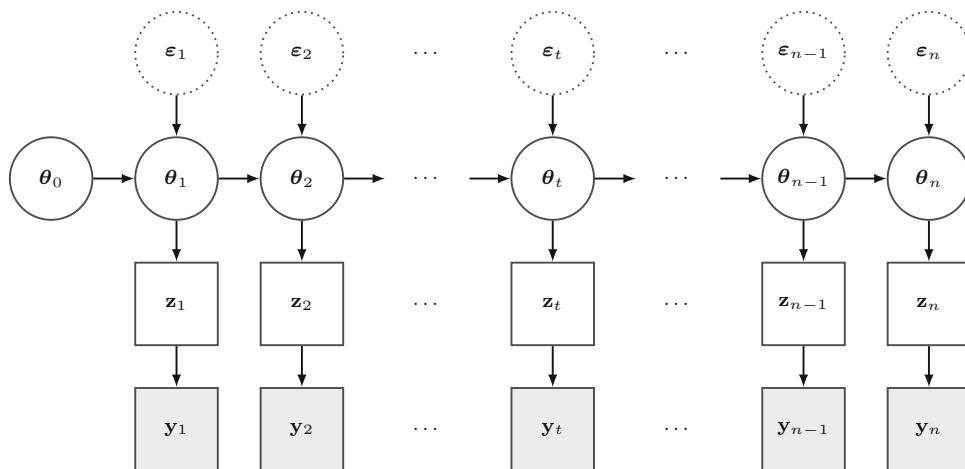 𝜺₁ 𝜺₂ ⋯ 𝜺ₜ ⋯ 𝜺ₙ₋₁ 𝜺ₙ
𝜽₀ 𝜽₁ 𝜽₂ ⋯ 𝜽ₜ ⋯ 𝜽ₙ₋₁ 𝜽ₙ
𝐳₁ 𝐳₂ ⋯ 𝐳ₜ ⋯ 𝐳ₙ₋₁ 𝐳ₙ
𝐲₁ 𝐲₂ ⋯ 𝐲ₜ ⋯ 𝐲ₙ₋₁ 𝐲ₙ